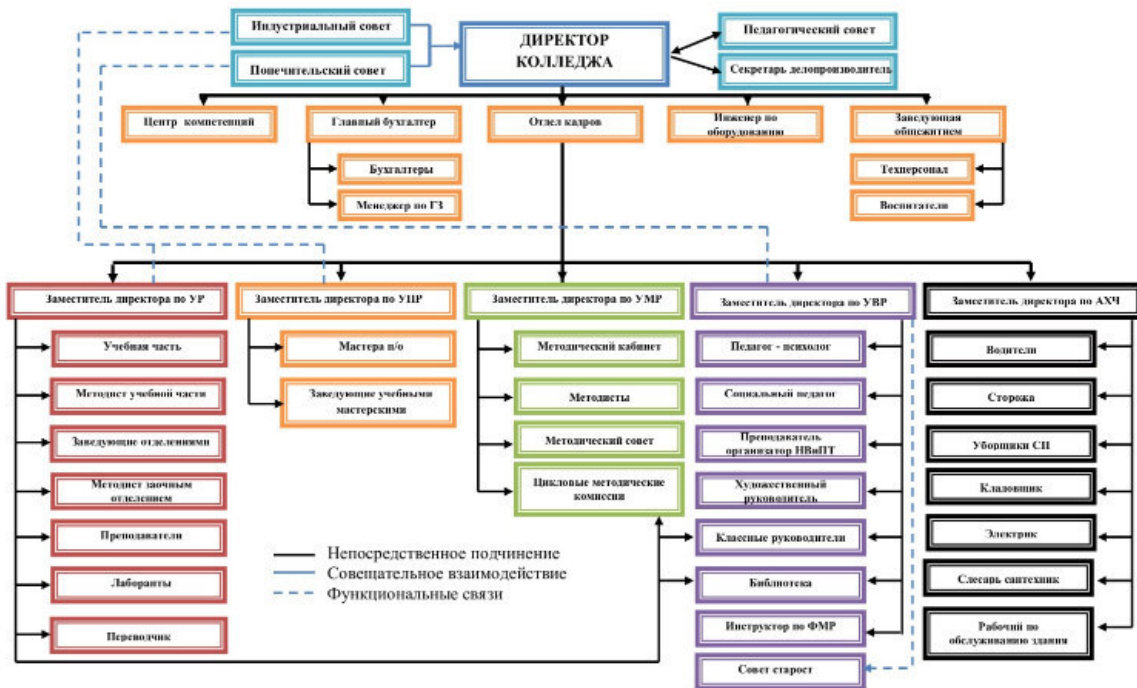 Индустриальный совет
Попечительский совет
ДИРЕКТОР
КОЛЛЕДЖА
Педагогический совет
Секретарь делопроизводитель
Центр компетенций
Главный бухгалтер
Отдел кадров
Инженер по
оборудованию
Заведующая
общежитием
Бухгалтеры
Менеджер по ГЗ
Техперсонал
Воспитатели
Заместитель директора по УР
Заместитель директора по УПР
Заместитель директора по УМР
Заместитель директора по УВР
Заместитель директора по АХЧ
Учебная часть
Методист учебной части
Заведующие отделениями
Методист заочным
отделением
Преподаватели
Лаборанты
Переводчик
Мастера п/о
Заведующие учебными
мастерскими
Методический кабинет
Методисты
Методический совет
Цикловые методические
комиссии
Педагог - психолог
Социальный педагог
Преподаватель
организатор НВиПТ
Художественный
руководитель
Классные руководители
Библиотека
Инструктор по ФМР
Совет старост
Водители
Сторожа
Уборщики СП
Кладовщик
Электрик
Слесарь сантехник
Рабочий по
обслуживанию здания
Непосредственное подчинение
Совещательное взаимодействие
Функциональные связи